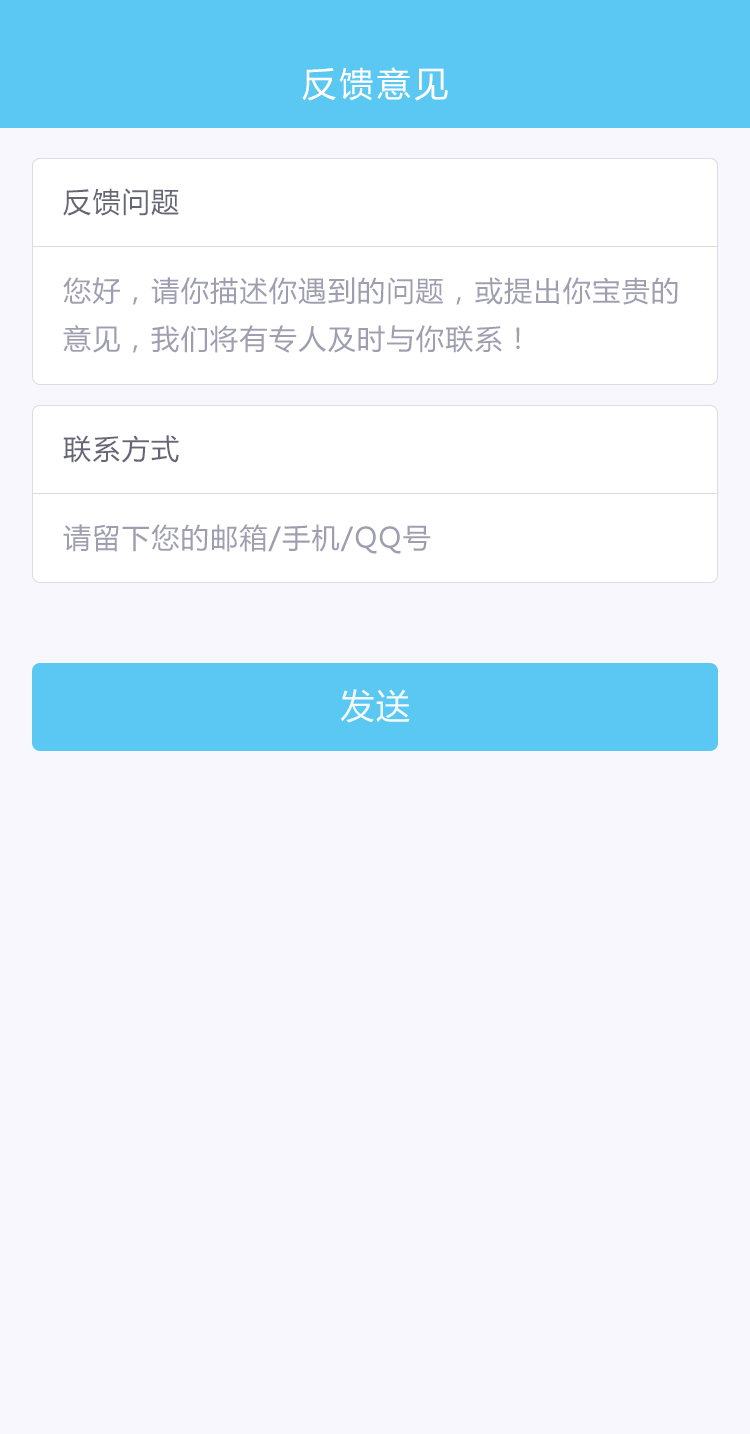 反馈意见
反馈问题
您好，请你描述你遇到的问题，或提出你宝贵的
意见，我们将有专人及时与你联系！
联系方式
请留下您的邮箱/手机/QQ号
发送